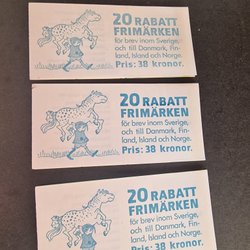 20 RABATT
FRIMÄRKEN
för brev inom Sverige,
och till Danmark, Fin-
land, Island och Norge.
Pris: 38 kronor.
20 RABATT
FRIMÄRKEN
för brev inom Sverige,
och till Danmark, Fin-
land, Island och Norge.
Pris: 38 kronor.
20 RABATT
FRIMÄRKEN
för brev inom Sverige,
och till Danmark, Fin-
land, Island och Norge.
Pris: 38 kronor.